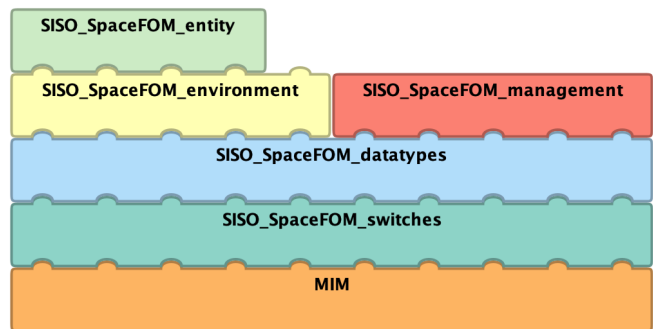 SISO_SpaceFOM_entity
SISO_SpaceFOM_environment
SISO_SpaceFOM_management
SISO_SpaceFOM_datatypes
SISO_SpaceFOM_switches
MIM